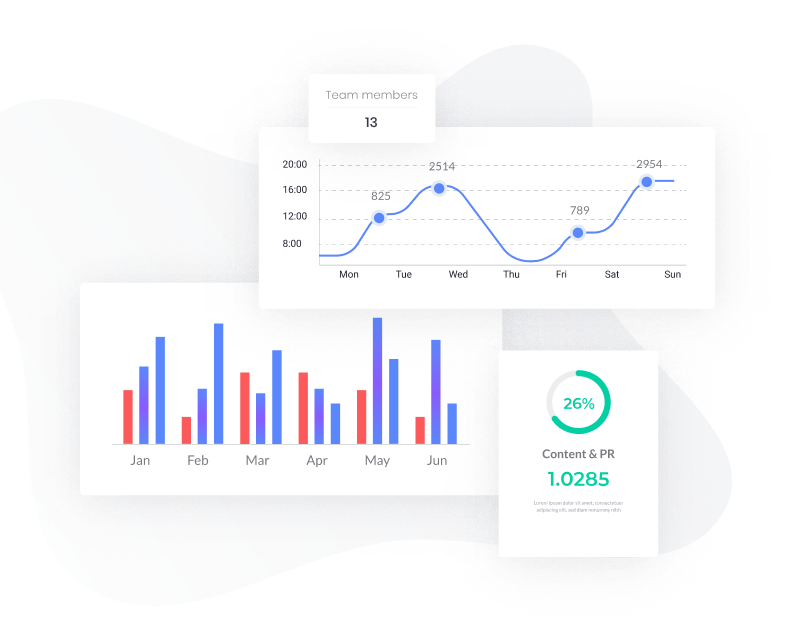 Team members
13
20:00
16:00
12:00
8:00
825
2514
789
2954
Mon Tue Wed Thu Fri Sat Sun
Jan Feb Mar Apr May Jun
26%
Content & PR
1.0285
Lorem ipsum dolor sit amet, consectetuer
adipiscing elit, sed diam nonummy nibh